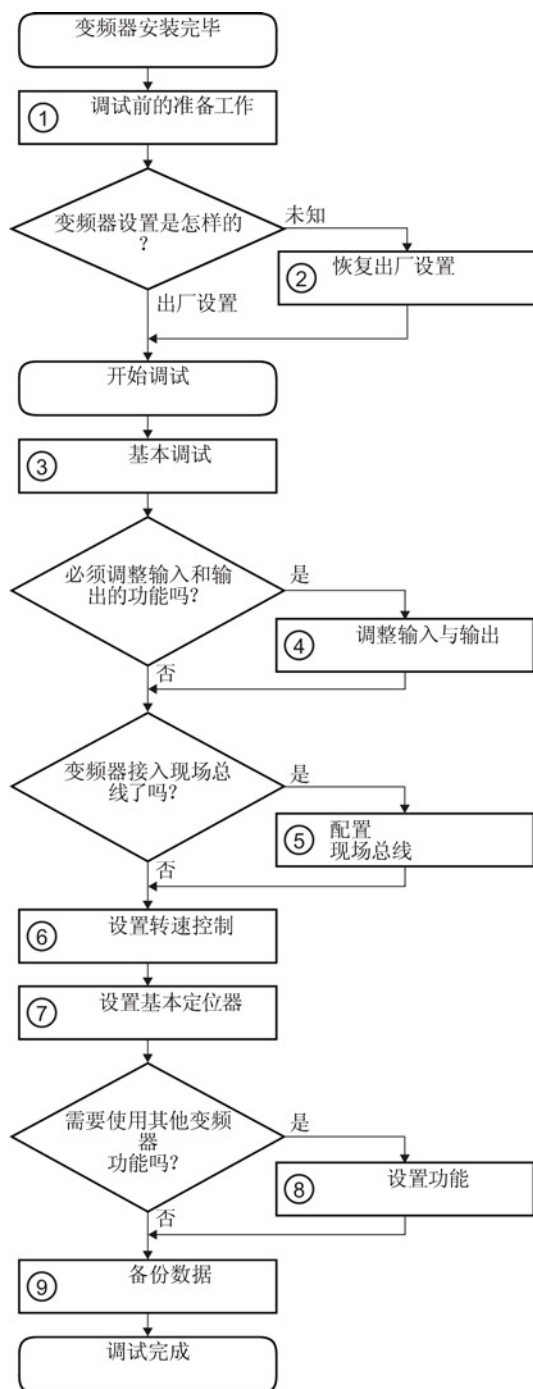 变频器安装完毕
① 调试前的准备工作
变频器设置是怎样的
?
未知
② 恢复出厂设置
出厂设置
开始调试
③ 基本调试
必须调整输入和输
出的功能吗?
是
④ 调整输入与输出
否
变频器接入现场总
线了吗?
是
⑤ 配置
现场总线
否
⑥ 设置转速控制
⑦ 设置基本定位器
需要使用其他变频
器
功能吗?
是
⑧ 设置功能
否
⑨ 备份数据
调试完成